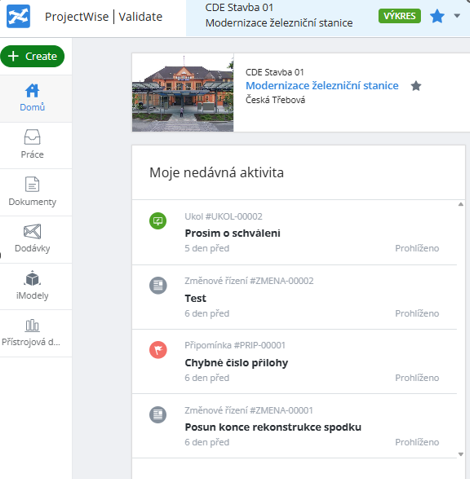 ProjectWise | Validate
CDE Stavba 01
Modernizace železniční stanice
VÝKRES
+ Create
Domů
Práce
Dokumenty
Dodávky
iModely
Přístrojová d...
CDE Stavba 01
Modernizace železniční stanice
Česká Třebová
Moje nedávná aktivita
Úkol #UKOL-00002
Prosím o schválení
5 den před
Prohlíženo
Změnové řízení #ZMENA-00002
Test
6 den před
Prohlíženo
Připomínka #PRIP-00001
Chybné číslo přílohy
6 den před
Prohlíženo
Změnové řízení #ZMENA-00001
Posun konce rekonstrukce spodku
6 den před
Prohlíženo